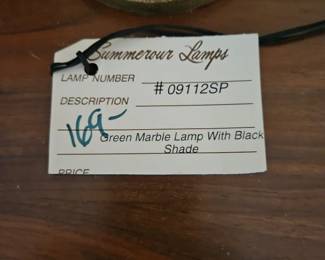 Summerour Lamps
LAMP NUMBER # 09112SP
DESCRIPTION
169-
Green Marble Lamp With Black
Shade
PRICE